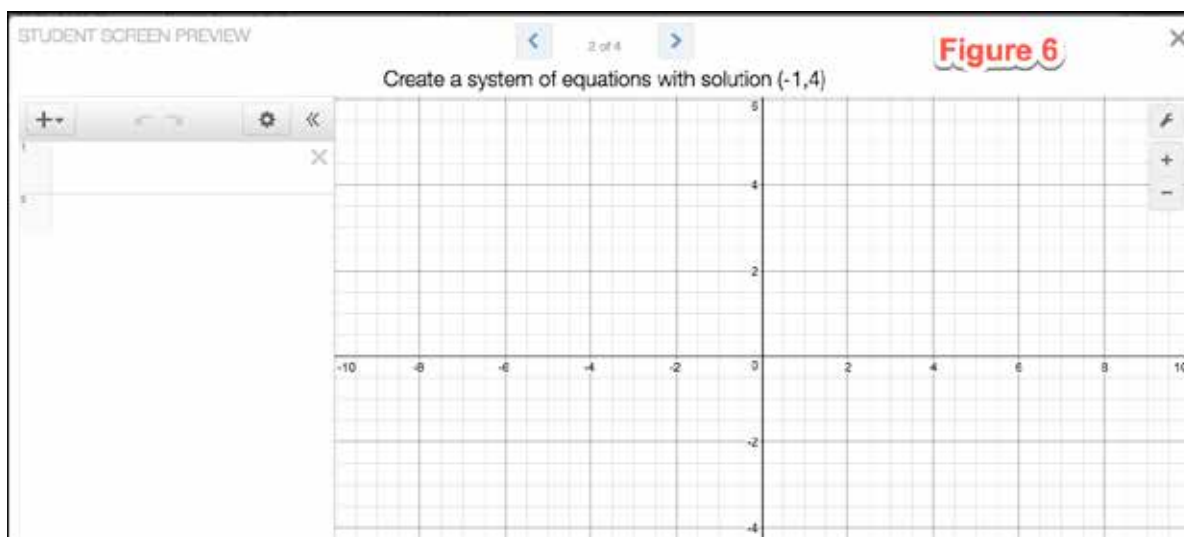 STUDENT SCREEN PREVIEW
2 of 4
Figure 6
Create a system of equations with solution (-1,4)
6
4
2
-10 -8 -6 -4 -2 0 2 4 6 8 10
-2
-4